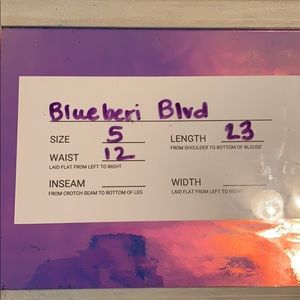 Blueberi Blvd
SIZE 5 LENGTH 23
FROM SHOULDER TO BOTTOM OF BLOUSE
WAIST 12
LAID FLAT FROM LEFT TO RIGHT
INSEAM WIDTH
FROM CROTCH SEAM TO BOTTOM OF LEG LAID FLAT FROM LEFT TO RIGHT